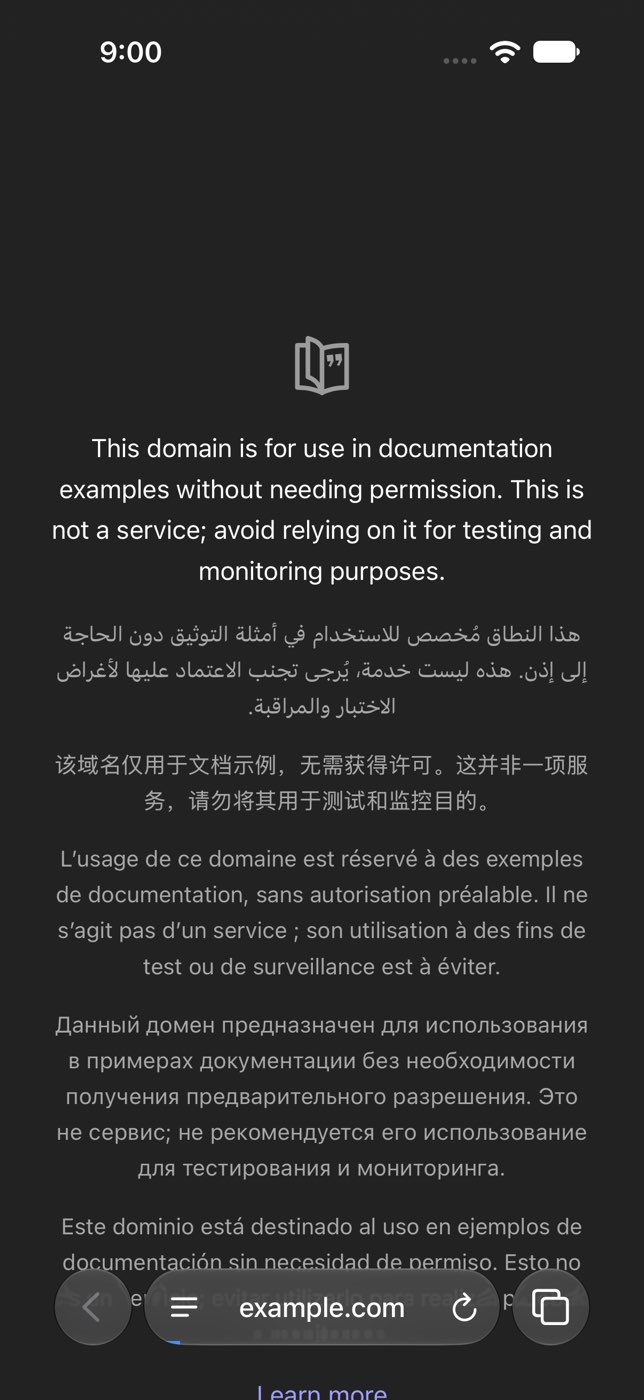 9:00
This domain is for use in documentation
examples without needing permission. This is
not a service; avoid relying on it for testing and
monitoring purposes.
هذا النطاق مُخصص للاستخدام في أمثلة التوثيق دون الحاجة
إلى إذن. هذه ليست خدمة، يُرجى تجنب الاعتماد عليها لأغراض
الاختبار والمراقبة.
该域名仅用于文档示例，无需获得许可。这并非一项服
务，请勿将其用于测试和监控目的。
L’usage de ce domaine est réservé à des exemples
de documentation, sans autorisation préalable. Il ne
s’agit pas d’un service ; son utilisation à des fins de
test ou de surveillance est à éviter.
Данный домен предназначен для использования
в примерах документации без необходимости
получения предварительного разрешения. Это
не сервис; не рекомендуется его использование
для тестирования и мониторинга.
Este dominio está destinado al uso en ejemplos de
documentación sin necesidad de permiso. Esto no
example.com
Learn more